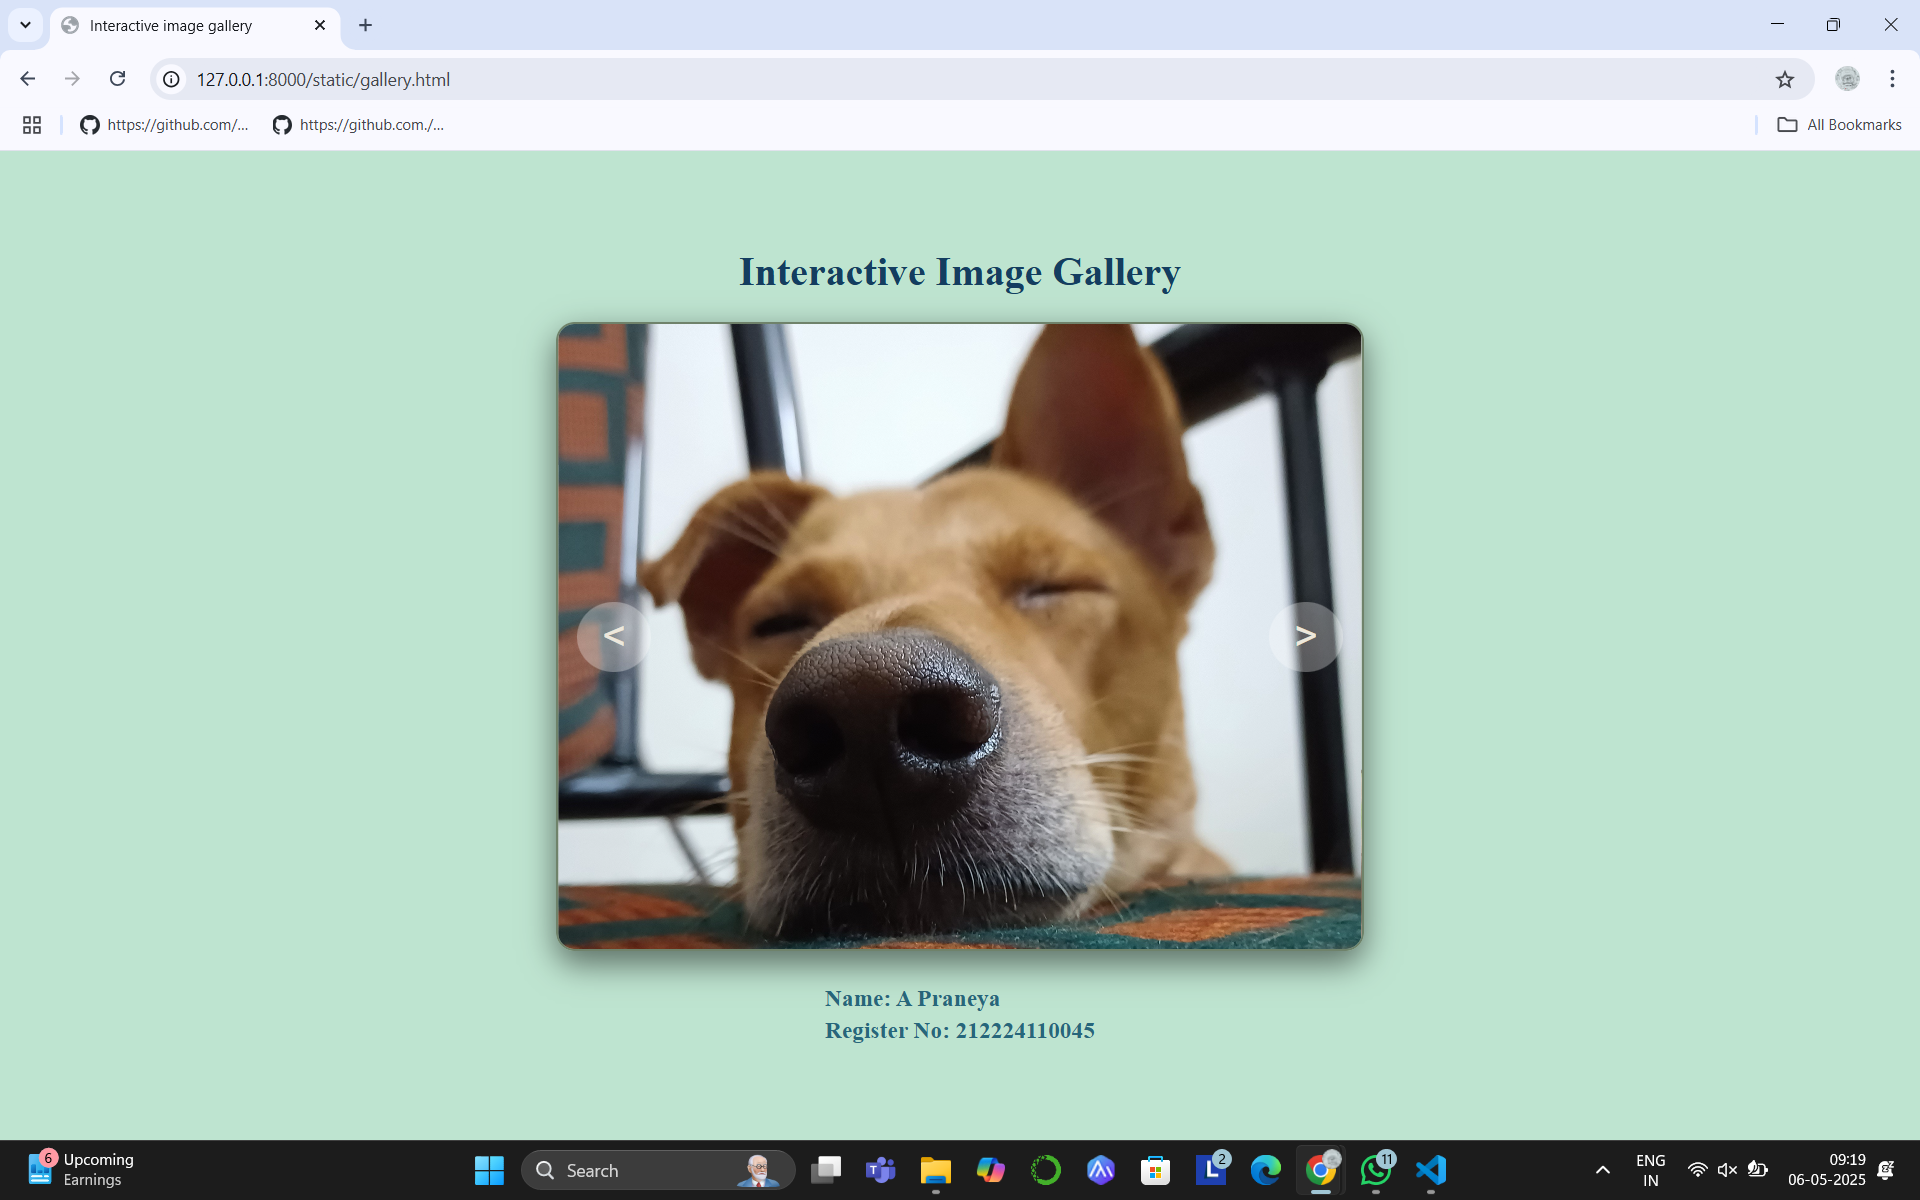 Interactive image gallery
127.0.0.1:8000/static/gallery.html
https://github.com/...
https://github.com./...
All Bookmarks
Interactive Image Gallery
<
>
Name: A Praneya
Register No: 212224110045
6
Upcoming
Earnings
Search
T
L
2
11
ENG
IN
09:19
06-05-2025